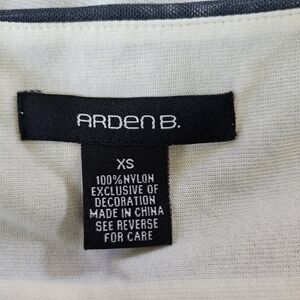 ARDEN B.
XS
100% NYLON
EXCLUSIVE OF
DECORATION
MADE IN CHINA
SEE REVERSE
FOR CARE